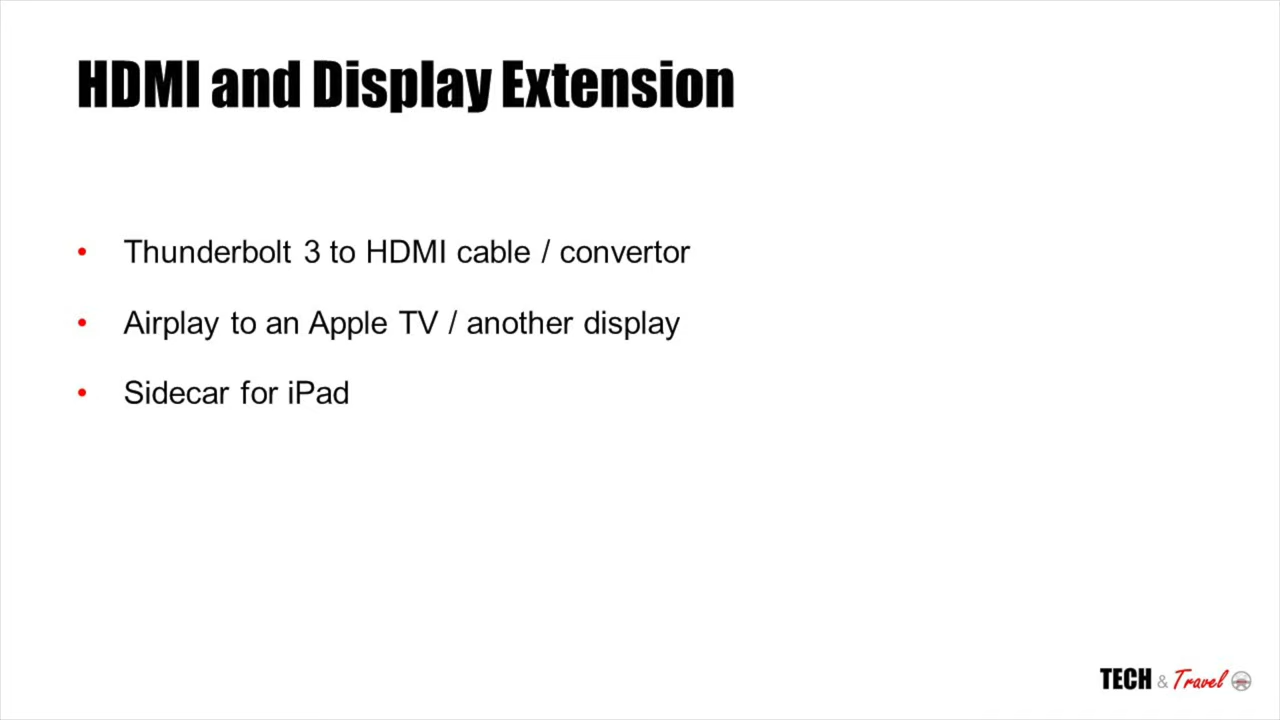 HDMI and Display Extension
• Thunderbolt 3 to HDMI cable / convertor
• Airplay to an Apple TV / another display
• Sidecar for iPad
TECH & Travel